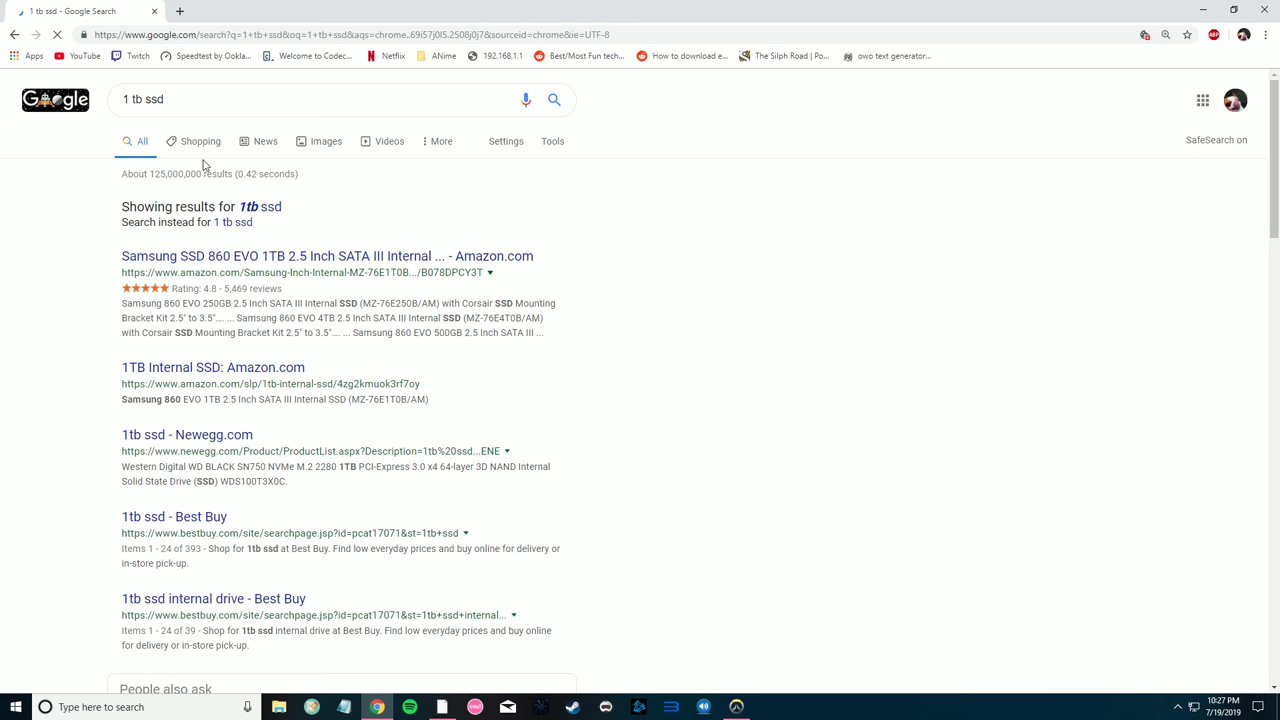 1 tb ssd - Google Search
https://www.google.com/search?q=1+tb+ssd&oq=1+tb+ssd&aqs=chrome..69i57j0l5.2508j0j7&sourceid=chrome&ie=UTF-8
Apps YouTube Twitch Speedtest by Ookla... Welcome to Codec... Netflix ANime 192.168.1.1 Best/Most Fun tech... How to download e... The Silph Road | Po... owo text generator...
Google 1 tb ssd
All Shopping News Images Videos More Settings Tools SafeSearch on
About 125,000,000 results (0.42 seconds)
Showing results for 1tb ssd
Search instead for 1 tb ssd
Samsung SSD 860 EVO 1TB 2.5 Inch SATA III Internal ... - Amazon.com
https://www.amazon.com/Samsung-Inch-Internal-MZ-76E1T0B.../B078DPCY3T
Rating: 4.8 - 5,469 reviews
Samsung 860 EVO 250GB 2.5 Inch SATA III Internal SSD (MZ-76E250B/AM) with Corsair SSD Mounting
Bracket Kit 2.5" to 3.5".... ... Samsung 860 EVO 4TB 2.5 Inch SATA III Internal SSD (MZ-76E4T0B/AM)
with Corsair SSD Mounting Bracket Kit 2.5" to 3.5".... ... Samsung 860 EVO 500GB 2.5 Inch SATA III ...
1TB Internal SSD: Amazon.com
https://www.amazon.com/slp/1tb-internal-ssd/4zg2kmuok3rf7oy
Samsung 860 EVO 1TB 2.5 Inch SATA III Internal SSD (MZ-76E1T0B/AM)
1tb ssd - Newegg.com
https://www.newegg.com/Product/ProductList.aspx?Description=1tb%20ssd...ENE
Western Digital WD BLACK SN750 NVMe M.2 2280 1TB PCI-Express 3.0 x4 64-layer 3D NAND Internal
Solid State Drive (SSD) WDS100T3X0C.
1tb ssd - Best Buy
https://www.bestbuy.com/site/searchpage.jsp?id=pcat17071&st=1tb+ssd
Items 1 - 24 of 393 - Shop for 1tb ssd at Best Buy. Find low everyday prices and buy online for delivery or
in-store pick-up.
1tb ssd internal drive - Best Buy
https://www.bestbuy.com/site/searchpage.jsp?id=pcat17071&st=1tb+ssd+internal...
Items 1 - 24 of 39 - Shop for 1tb ssd internal drive at Best Buy. Find low everyday prices and buy online
for delivery or in-store pick-up.
People also ask
Type here to search
10:27 PM
7/19/2019